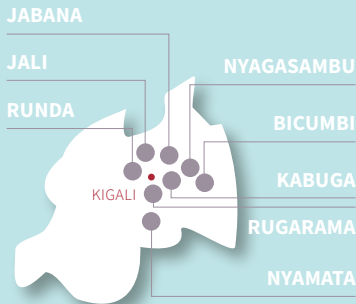 JABANA
JALI
NYAGASAMBU
RUNDA
BICUMBI
KABUGA
KIGALI
RUGARAMA
NYAMATA